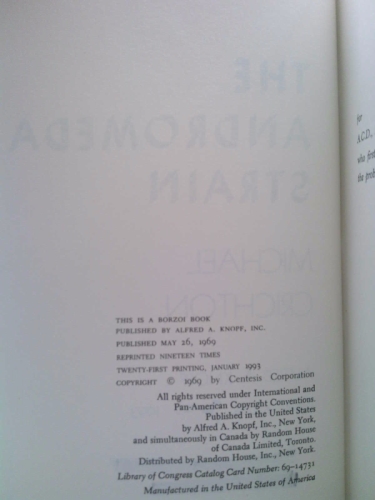 THE
ANDROMEDA
STRAIN
MICHAEL
CRICHTON
THIS IS A BORZOI BOOK
PUBLISHED BY ALFRED A. KNOPF, INC.
PUBLISHED MAY 26, 1969
REPRINTED NINETEEN TIMES
TWENTY-FIRST PRINTING, JANUARY 1993
COPYRIGHT © 1969 by Centesis Corporation
All rights reserved under International and
Pan-American Copyright Conventions.
Published in the United States
by Alfred A. Knopf, Inc., New York,
and simultaneously in Canada by Random House
of Canada Limited, Toronto.
Distributed by Random House, Inc., New York.
Library of Congress Catalog Card Number: 69-14731
Manufactured in the United States of America
for
A.C.D.,
who first
the prob